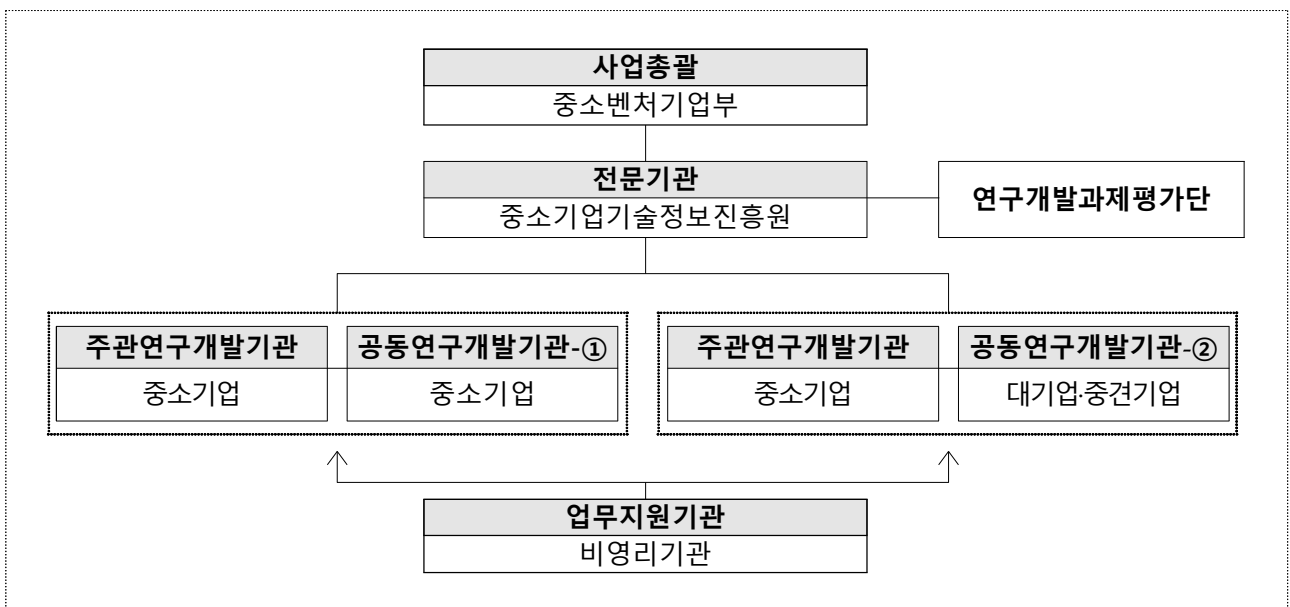 사업총괄
중소벤처기업부
전문기관
중소기업기술정보진흥원
연구개발과제평가단
주관연구개발기관
공동연구개발기관-①
중소기업
중소기업
주관연구개발기관
공동연구개발기관-②
중소기업
대기업·중견기업
업무지원기관
비영리기관